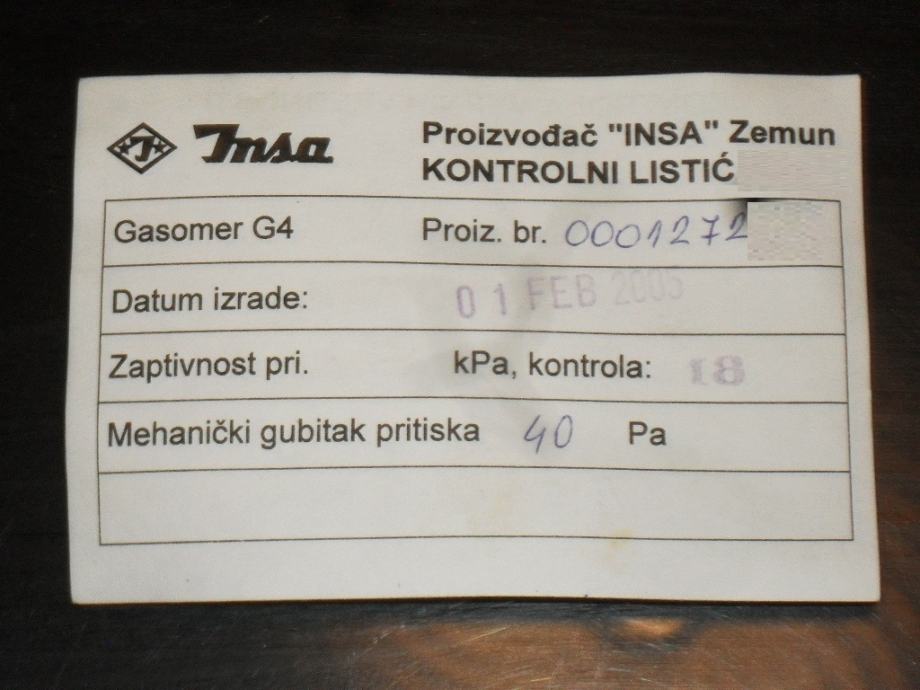 Insa
Proizvođač "INSA" Zemun
KONTROLNI LISTIĆ
Gasomer G4 Proiz. br. 0001272
Datum izrade: 01 FEB 2005
Zaptivnost pri. kPa, kontrola: 18
Mehanički gubitak pritiska 40 Pa